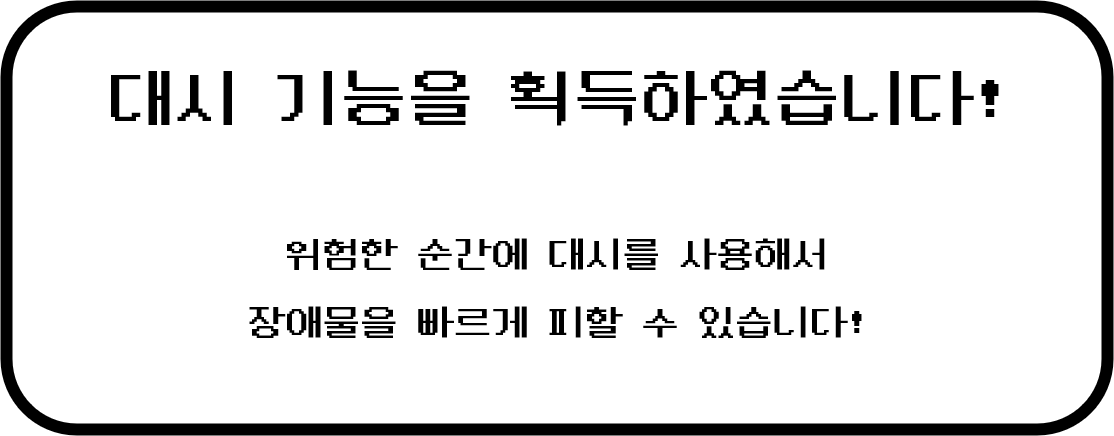 대시 기능을 획득하였습니다!
위험한 순간에 대시를 사용해서
장애물을 빠르게 피할 수 있습니다!